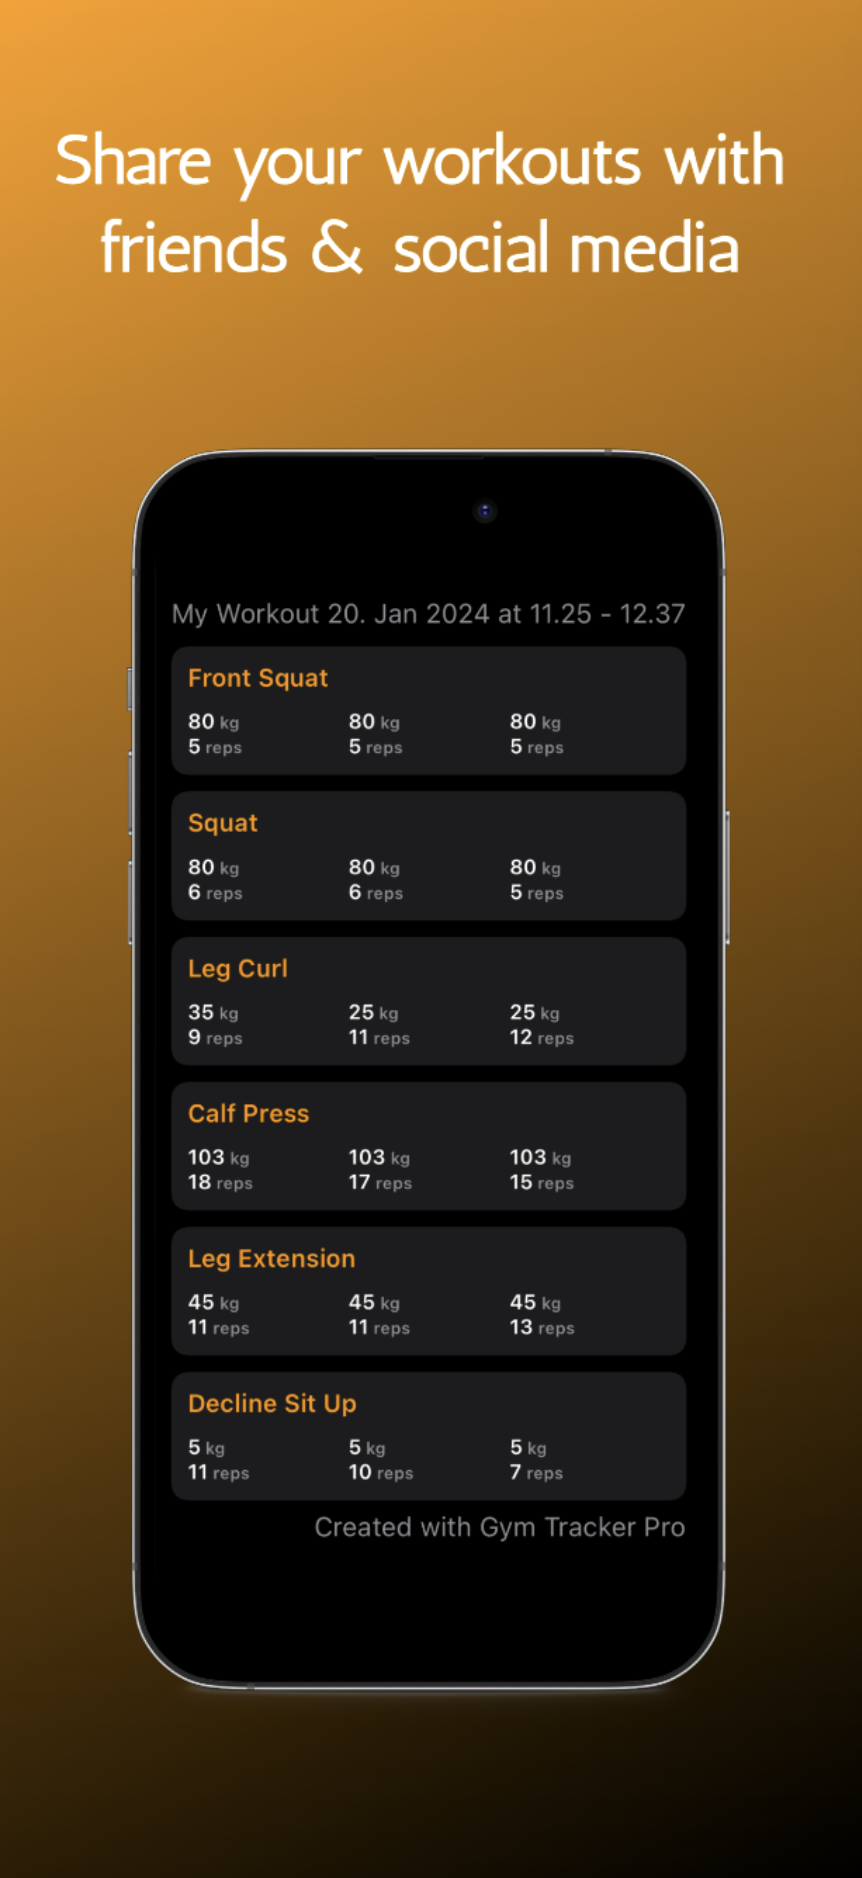 Share your workouts with
friends & social media
My Workout 20. Jan 2024 at 11.25 - 12.37
Front Squat
80 kg 80 kg 80 kg
5 reps 5 reps 5 reps
Squat
80 kg 80 kg 80 kg
6 reps 6 reps 5 reps
Leg Curl
35 kg 25 kg 25 kg
9 reps 11 reps 12 reps
Calf Press
103 kg 103 kg 103 kg
18 reps 17 reps 15 reps
Leg Extension
45 kg 45 kg 45 kg
11 reps 11 reps 13 reps
Decline Sit Up
5 kg 5 kg 5 kg
11 reps 10 reps 7 reps
Created with Gym Tracker Pro